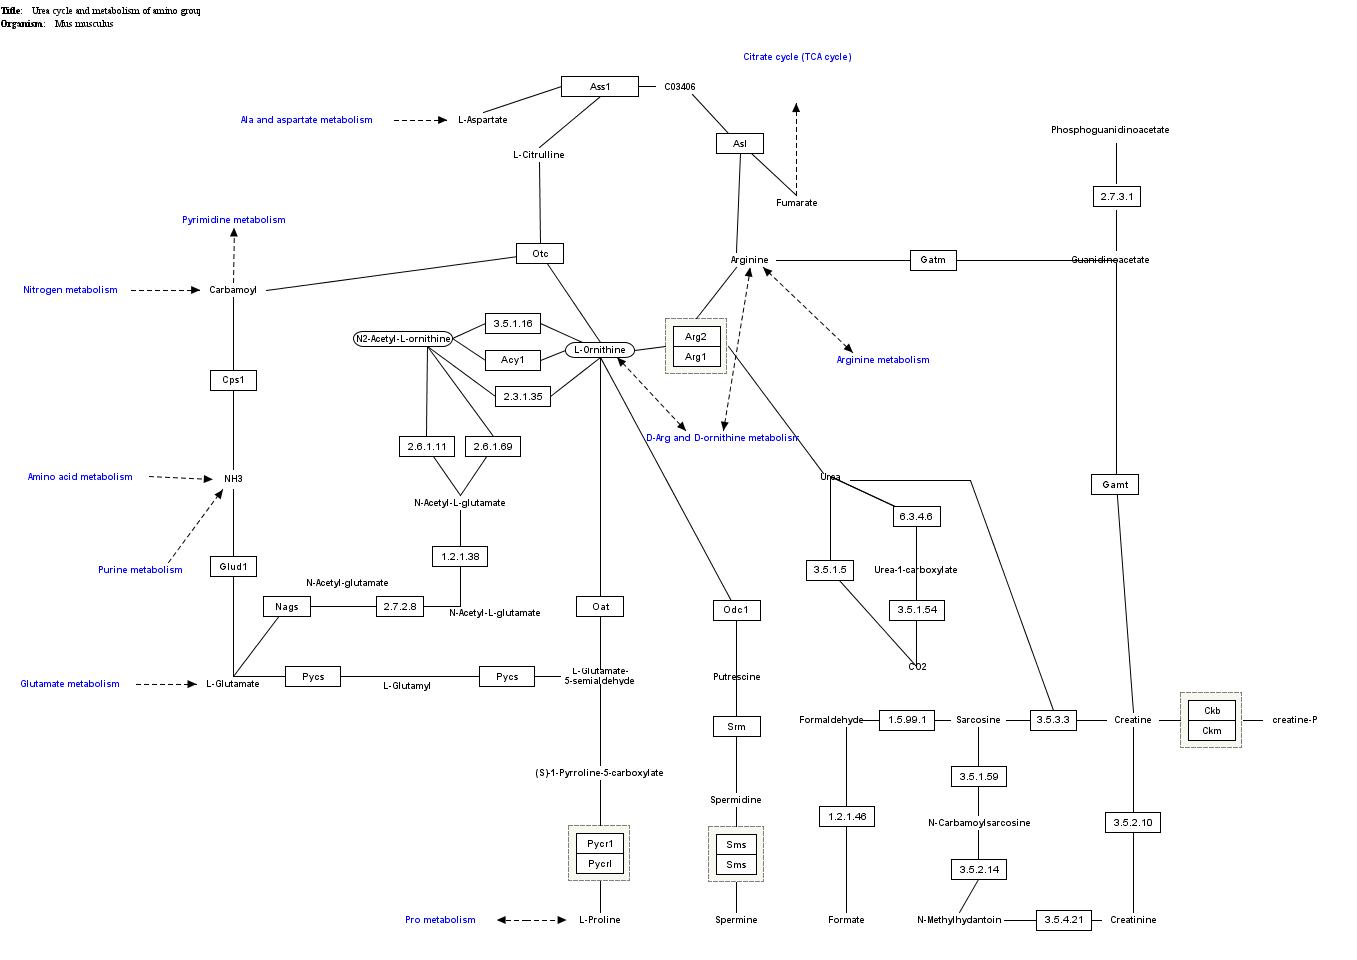 Title: Urea cycle and metabolism of amino group
Organism: Mus musculus
Citrate cycle (TCA cycle)
Ass1
C03406
Ala and aspartate metabolism
L-Aspartate
Phosphoguanidinoacetate
Asl
L-Citrulline
2.7.3.1
Fumarate
Pyrimidine metabolism
Otc
Arginine
Gatm
Guanidinoacetate
Nitrogen metabolism
Carbamoyl
3.5.1.16
N2-Acetyl-L-ornithine
Arg2
L-Ornithine
Acy1
Arg1
Arginine metabolism
Cps1
2.3.1.35
D-Arg and D-ornithine metabolism
2.6.1.11
2.6.1.69
Amino acid metabolism
NH3
Urea
Gamt
N-Acetyl-L-glutamate
6.3.4.6
1.2.1.38
Glud1
Purine metabolism
3.5.1.5
Urea-1-carboxylate
N-Acetyl-glutamate
Nags
2.7.2.8
N-Acetyl-L-glutamate
Oat
Odc1
3.5.1.54
CO2
L-Glutamate-
5-semialdehyde
Pycs
Pycs
Putrescine
Glutamate metabolism
L-Glutamate
L-Glutamyl
Ckb
Formaldehyde
1.5.99.1
Sarcosine
3.5.3.3
Creatine
creatine-P
Srm
Ckm
(S)-1-Pyrroline-5-carboxylate
3.5.1.59
Spermidine
1.2.1.46
N-Carbamoylsarcosine
3.5.2.10
Pycr1
Sms
Pycrl
Sms
3.5.2.14
Pro metabolism
L-Proline
Spermine
Formate
N-Methylhydantoin
3.5.4.21
Creatinine